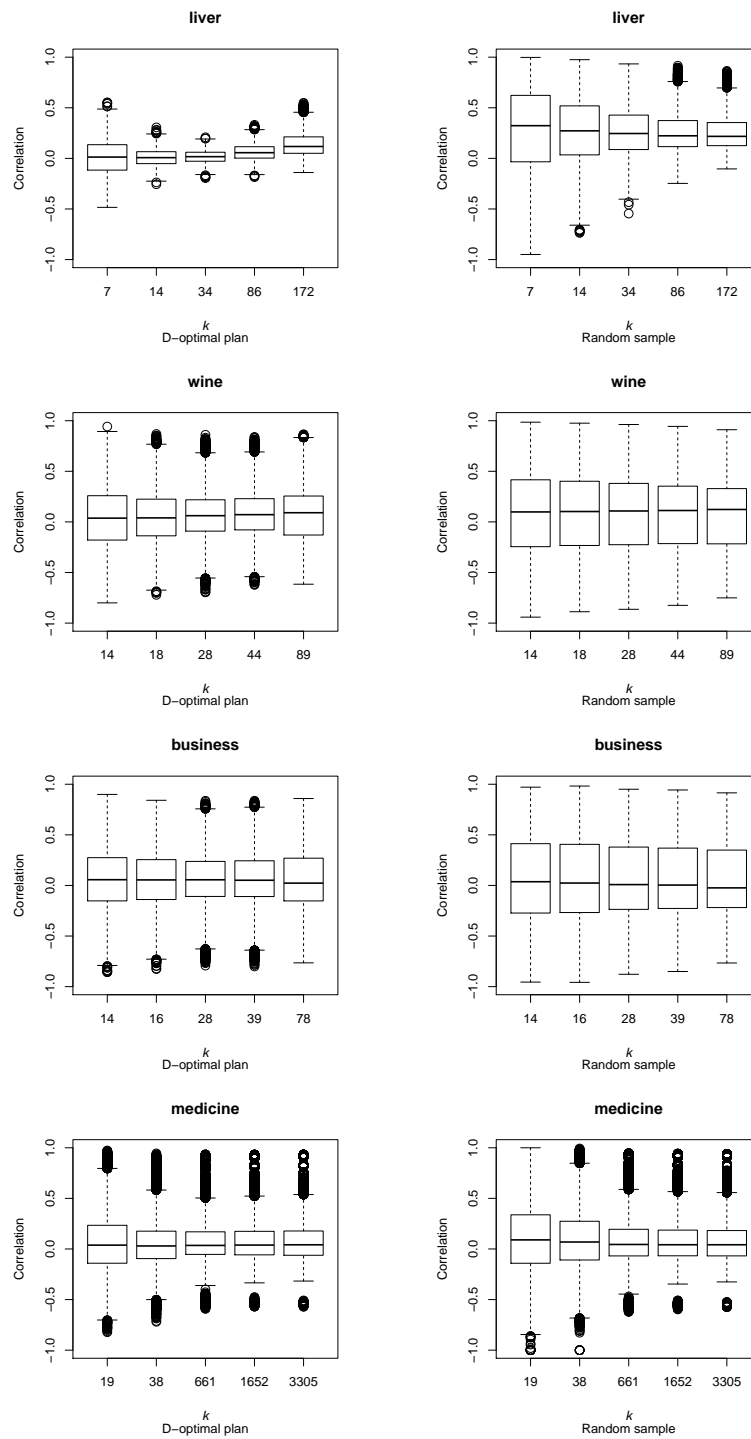 liver
1.0
0.5
0.0
−0.5
−1.0
Correlation
7 14 34 86 172
k
D−optimal plan
liver
1.0
0.5
0.0
−0.5
−1.0
Correlation
7 14 34 86 172
k
Random sample
wine
1.0
0.5
0.0
−0.5
−1.0
Correlation
14 18 28 44 89
k
D−optimal plan
wine
1.0
0.5
0.0
−0.5
−1.0
Correlation
14 18 28 44 89
k
Random sample
business
1.0
0.5
0.0
−0.5
−1.0
Correlation
14 16 28 39 78
k
D−optimal plan
business
1.0
0.5
0.0
−0.5
−1.0
Correlation
14 16 28 39 78
k
Random sample
medicine
1.0
0.5
0.0
−0.5
−1.0
Correlation
19 38 661 1652 3305
k
D−optimal plan
medicine
1.0
0.5
0.0
−0.5
−1.0
Correlation
19 38 661 1652 3305
k
Random sample